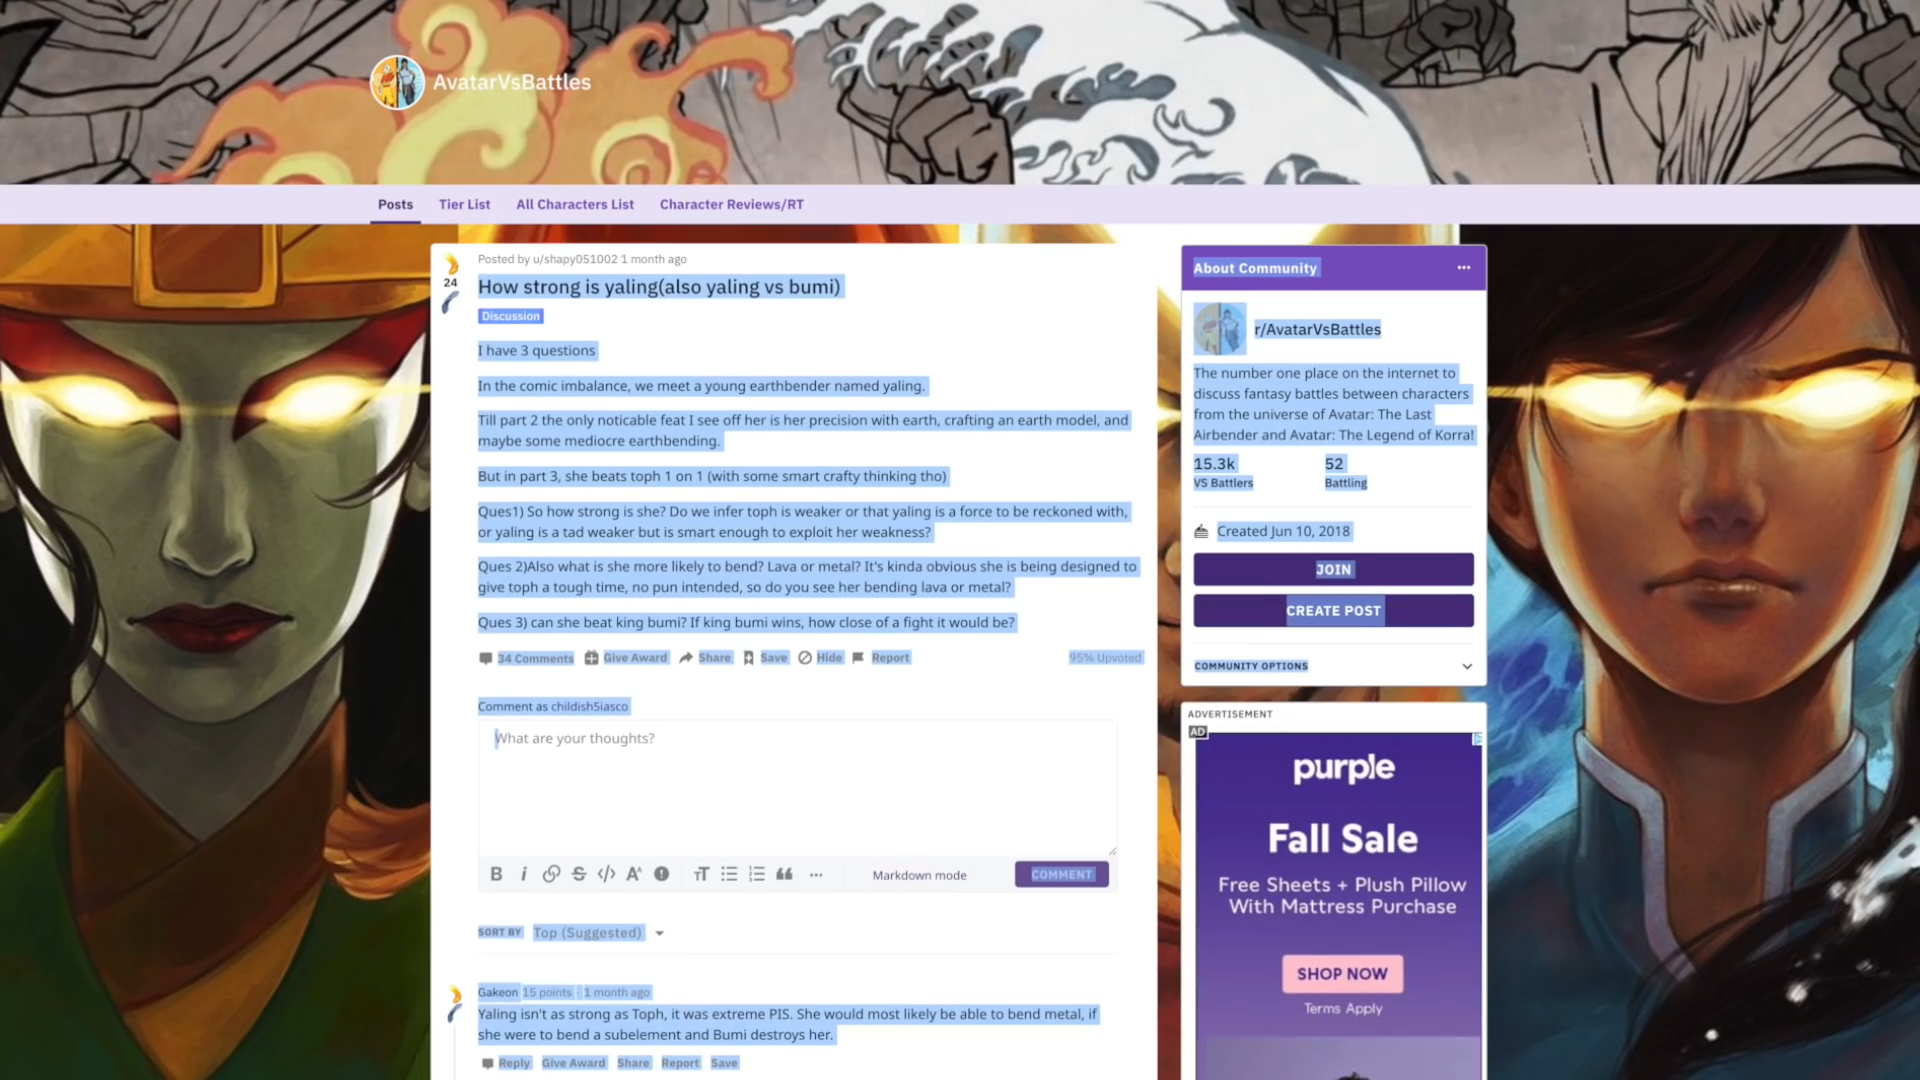 AvatarVsBattles
Posts
Tier List
All Characters List
Character Reviews/RT
Posted by u/shapy051002 1 month ago
24
How strong is yaling(also yaling vs bumi)
Discussion
I have 3 questions
In the comic imbalance, we meet a young earthbender named yaling.
Till part 2 the only noticable feat I see off her is her precision with earth, crafting an earth model, and
maybe some mediocre earthbending.
But in part 3, she beats toph 1 on 1 (with some smart crafty thinking tho)
Ques1) So how strong is she? Do we infer toph is weaker or that yaling is a force to be reckoned with,
or yaling is a tad weaker but is smart enough to exploit her weakness?
Ques 2)Also what is she more likely to bend? Lava or metal? It's kinda obvious she is being designed to
give toph a tough time, no pun intended, so do you see her bending lava or metal?
Ques 3) can she beat king bumi? If king bumi wins, how close of a fight it would be?
34 Comments Give Award Share Save Hide Report 95% Upvoted
Comment as childish5iasco
What are your thoughts?
Markdown mode
COMMENT
SORT BY Top (Suggested)
Gakeon 15 points · 1 month ago
Yaling isn't as strong as Toph, it was extreme PIS. She would most likely be able to bend metal, if
she were to bend a subelement and Bumi destroys her.
Reply Give Award Share Report Save
About Community
r/AvatarVsBattles
The number one place on the internet to
discuss fantasy battles between characters
from the universe of Avatar: The Last
Airbender and Avatar: The Legend of Korra!
15.3k 52
VS Battlers Battling
Created Jun 10, 2018
JOIN
CREATE POST
COMMUNITY OPTIONS
ADVERTISEMENT
AD
purple
Fall Sale
Free Sheets + Plush Pillow
With Mattress Purchase
SHOP NOW
Terms Apply